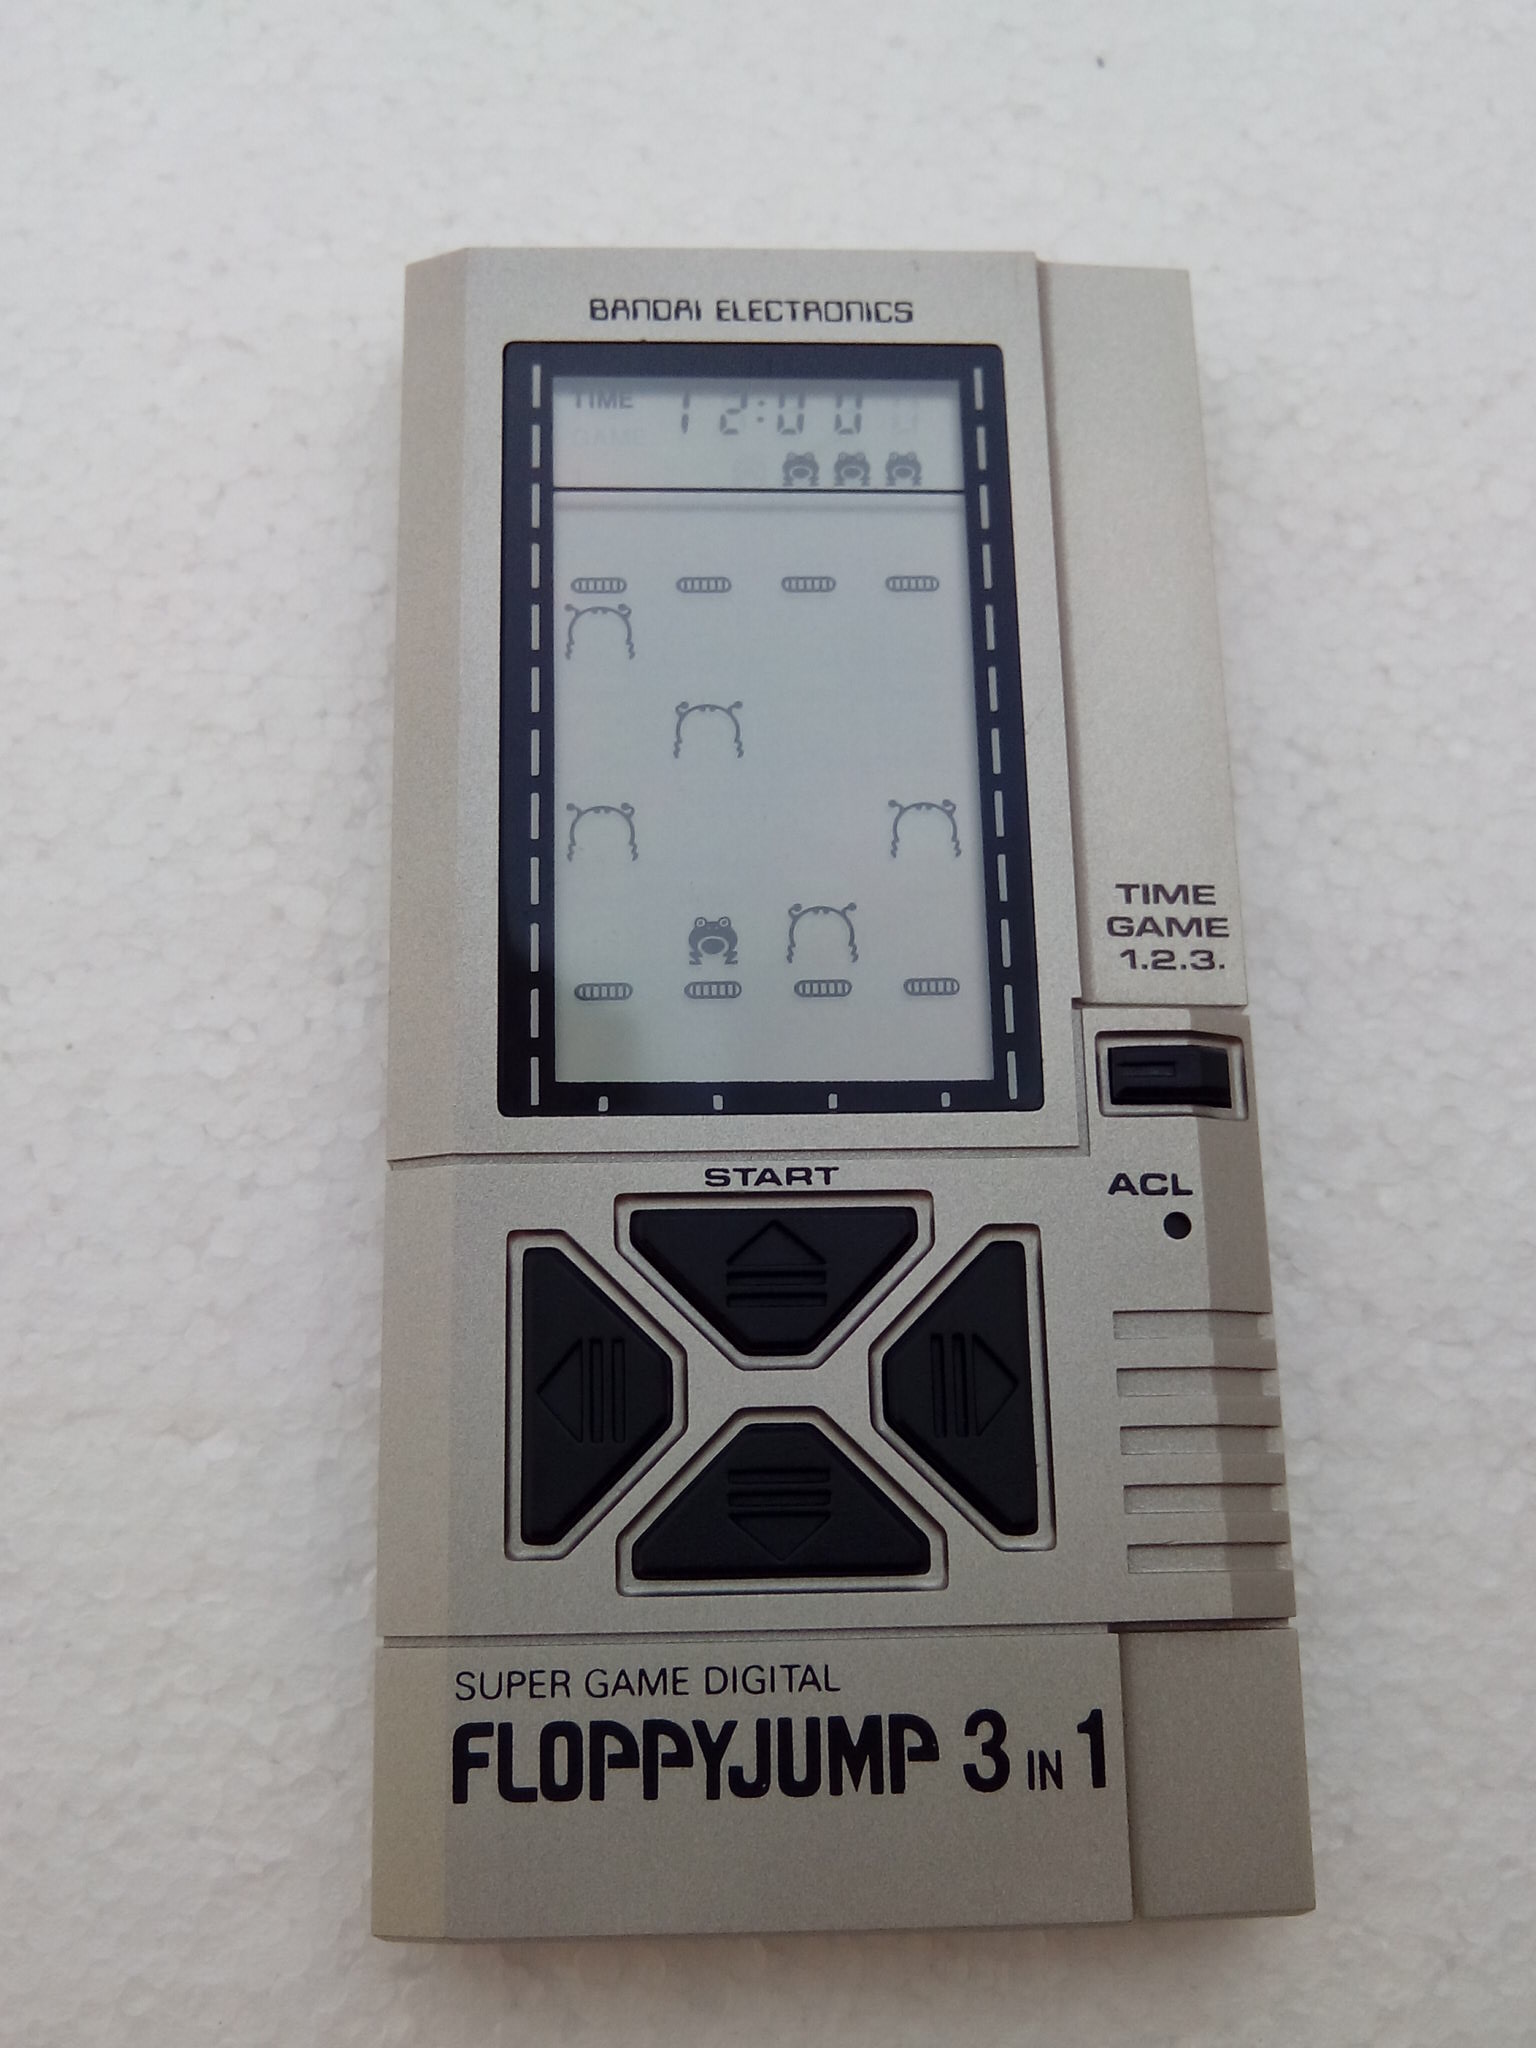 BANDAI ELECTRONICS
TIME 12:00
GAME
TIME
GAME
1.2.3.
START
ACL
SUPER GAME DIGITAL
FLOPPYJUMP 3 IN 1